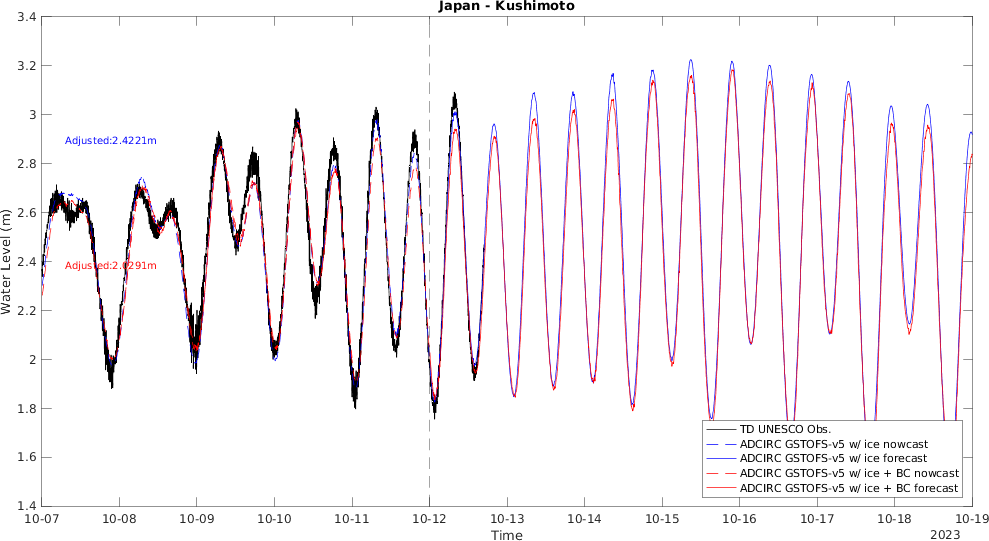 Japan - Kushimoto
3.4
3.2
3
2.8
2.6
2.4
2.2
2
1.8
1.6
1.4
Water Level (m)
Adjusted:2.4221m
Adjusted:2.0291m
TD UNESCO Obs.
ADCIRC GSTOFS-v5 w/ ice nowcast
ADCIRC GSTOFS-v5 w/ ice forecast
ADCIRC GSTOFS-v5 w/ ice + BC nowcast
ADCIRC GSTOFS-v5 w/ ice + BC forecast
10-07 10-08 10-09 10-10 10-11 10-12 10-13 10-14 10-15 10-16 10-17 10-18 10-19
Time
2023